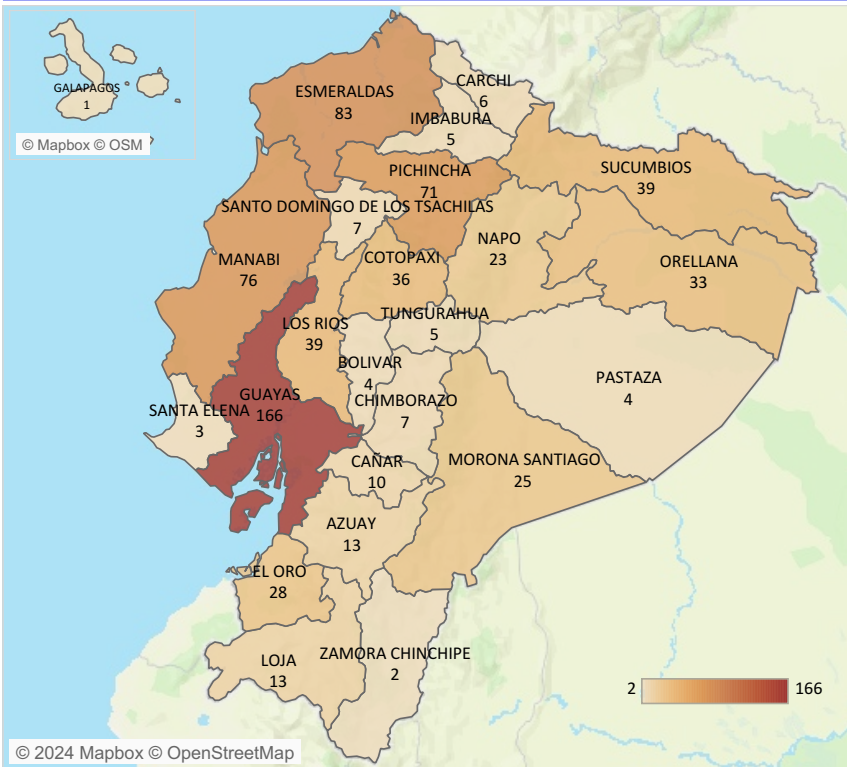 GALAPAGOS
1
© Mapbox © OSM
ESMERALDAS
83
CARCHI
6
IMBABURA
5
PICHINCHA
71
SUCUMBIOS
39
SANTO DOMINGO DE LOS TSACHILAS
7
NAPO
23
MANABI
76
COTOPAXI
36
ORELLANA
33
TUNGURAHUA
5
LOS RIOS
39
BOLIVAR
4
PASTAZA
4
GUAYAS
166
CHIMBORAZO
7
SANTA ELENA
3
CAÑAR
10
MORONA SANTIAGO
25
AZUAY
13
EL ORO
28
LOJA
13
ZAMORA CHINCHIPE
2
2 166
© 2024 Mapbox © OpenStreetMap